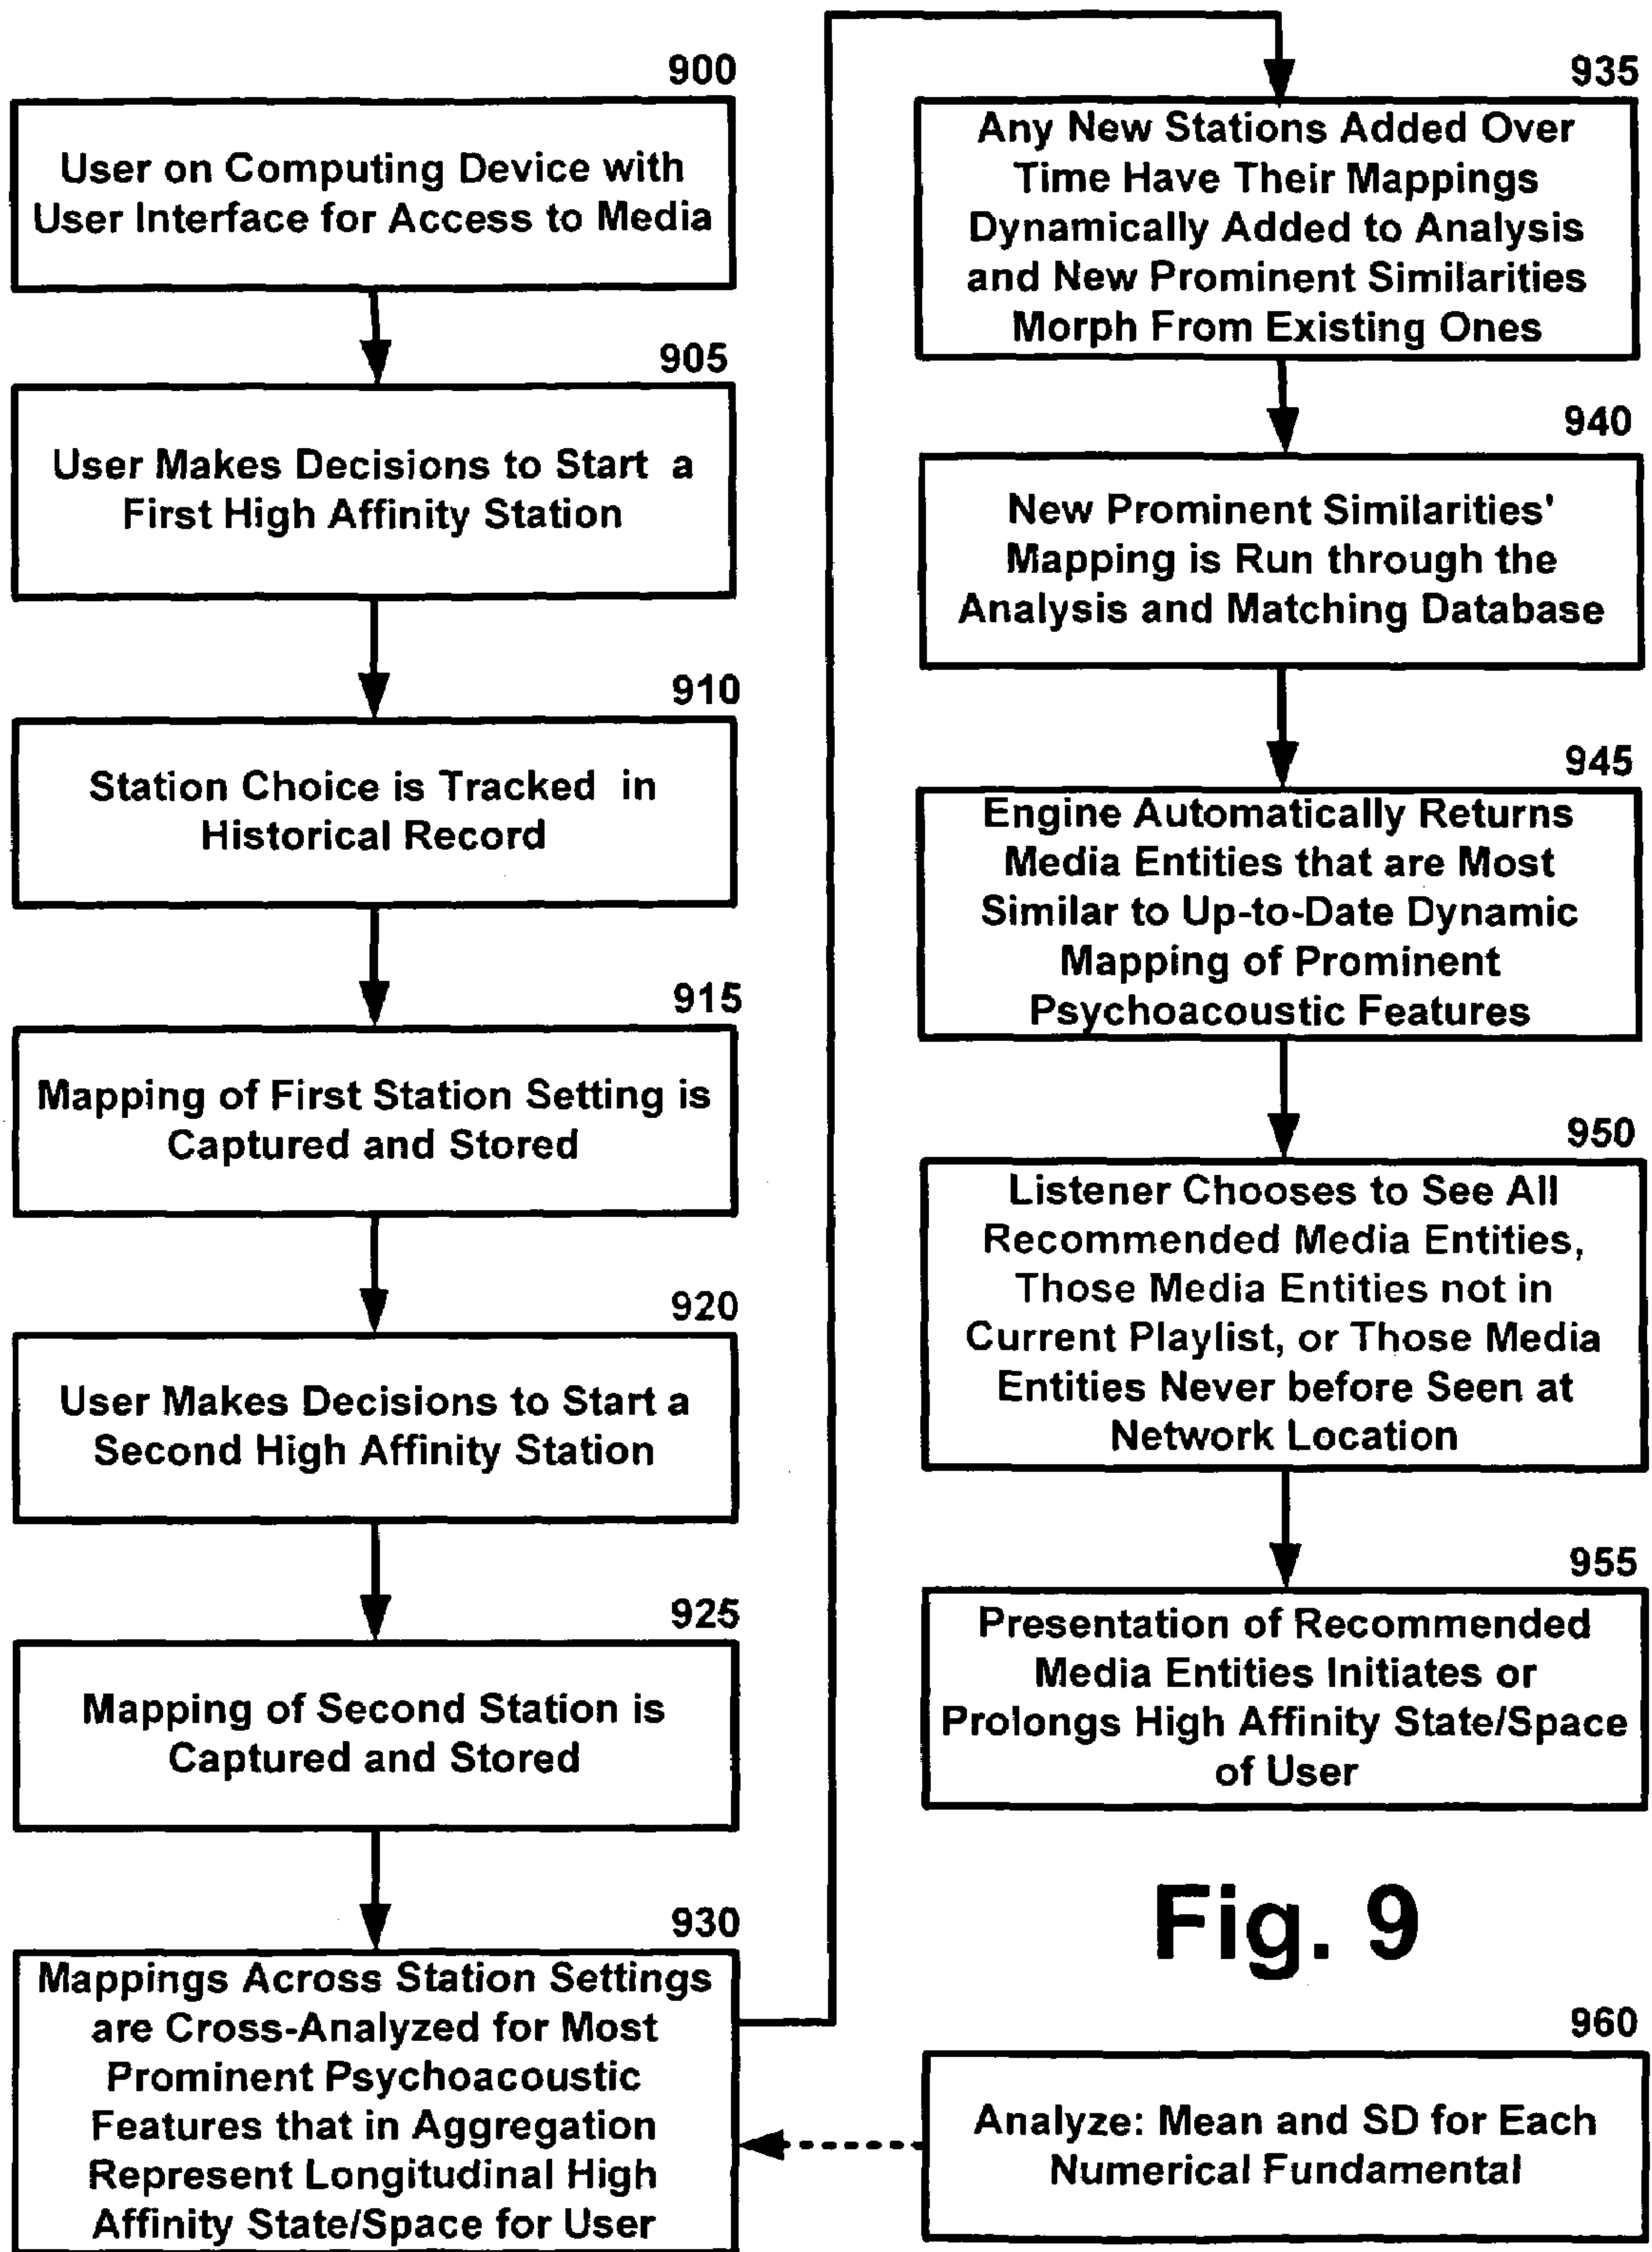 900
User on Computing Device with
User Interface for Access to Media
905
User Makes Decisions to Start a
First High Affinity Station
910
Station Choice is Tracked in
Historical Record
915
Mapping of First Station Setting is
Captured and Stored
920
User Makes Decisions to Start a
Second High Affinity Station
925
Mapping of Second Station is
Captured and Stored
930
Mappings Across Station Settings
are Cross-Analyzed for Most
Prominent Psychoacoustic
Features that in Aggregation
Represent Longitudinal High
Affinity State/Space for User
935
Any New Stations Added Over
Time Have Their Mappings
Dynamically Added to Analysis
and New Prominent Similarities
Morph From Existing Ones
940
New Prominent Similarities'
Mapping is Run through the
Analysis and Matching Database
945
Engine Automatically Returns
Media Entities that are Most
Similar to Up-to-Date Dynamic
Mapping of Prominent
Psychoacoustic Features
950
Listener Chooses to See All
Recommended Media Entities,
Those Media Entities not in
Current Playlist, or Those Media
Entities Never before Seen at
Network Location
955
Presentation of Recommended
Media Entities Initiates or
Prolongs High Affinity State/Space
of User
Fig. 9
960
Analyze: Mean and SD for Each
Numerical Fundamental